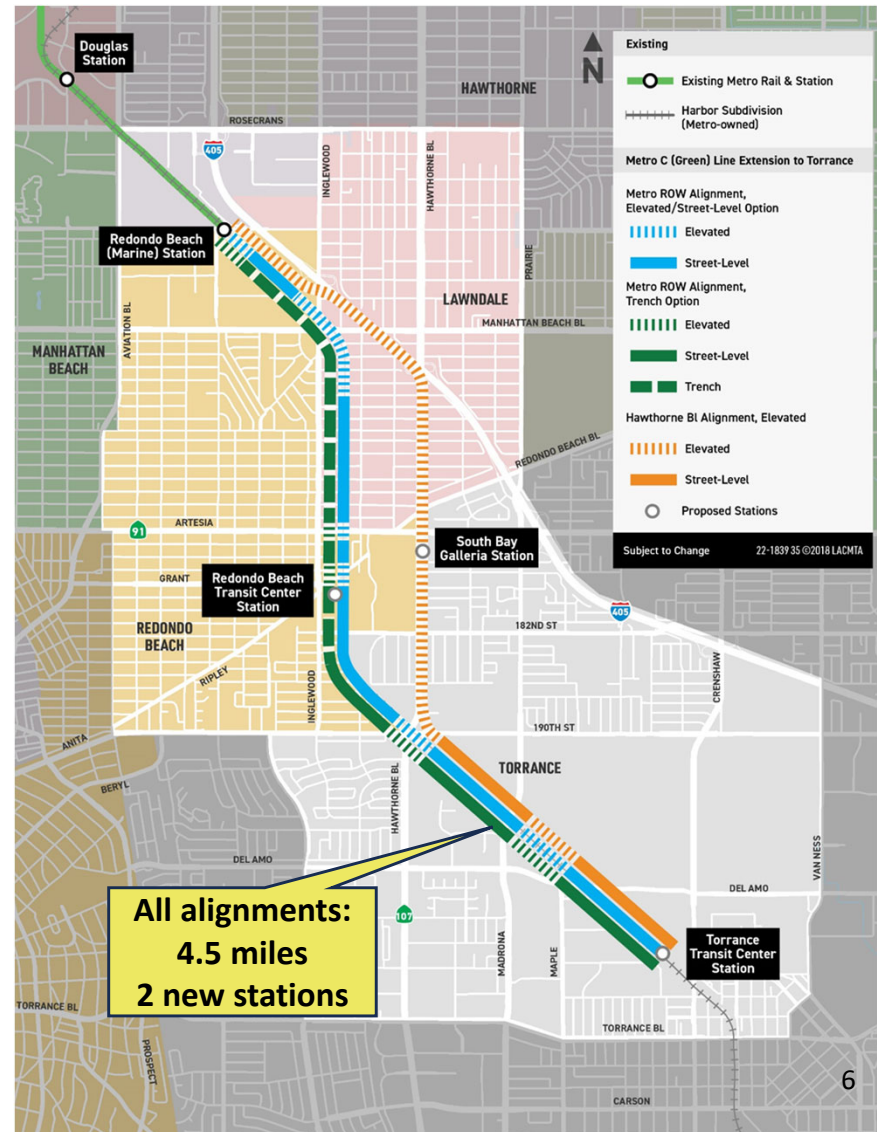 Douglas
Station
N
HAWTHORNE
ROSECRANS
405
INGLEWOOD
HAWTHORNE BL
PRAIRIE
Redondo Beach
(Marine) Station
LAWNDALE
AVIATION BL
MANHATTAN BEACH BL
MANHATTAN
BEACH
REDONDO BEACH BL
ARTESIA
91
South Bay
Galleria Station
GRANT
Redondo Beach
Transit Center
Station
405
182ND ST
REDONDO
BEACH
RIPLEY
INGLEWOOD
CRENSHAW
190TH ST
ANITA
BERYL
TORRANCE
HAWTHORNE BL
VAN NESS
DEL AMO
DEL AMO
All alignments:
4.5 miles
2 new stations
107
MADRONA
MAPLE
Torrance
Transit Center
Station
TORRANCE BL
TORRANCE BL
PROSPECT
CARSON
6
Existing
Existing Metro Rail & Station
Harbor Subdivision
(Metro-owned)
Metro C (Green) Line Extension to Torrance
Metro ROW Alignment,
Elevated/Street-Level Option
Elevated
Street-Level
Metro ROW Alignment,
Trench Option
Elevated
Street-Level
Trench
Hawthorne Bl Alignment, Elevated
Elevated
Street-Level
Proposed Stations
Subject to Change 22-1839 35 ©2018 LACMTA